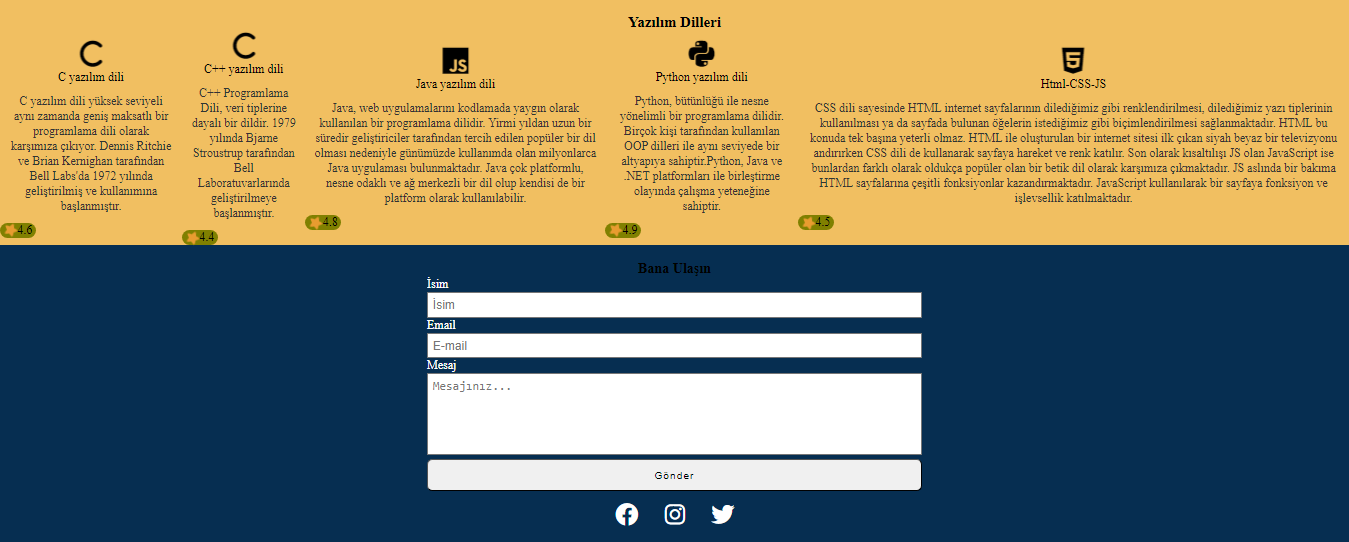 Yazılım Dilleri
C yazılım dili
C yazılım dili yüksek seviyeli
aynı zamanda geniş maksatlı bir
programlama dili olarak
karşımıza çıkıyor. Dennis Ritchie
ve Brian Kernighan tarafından
Bell Labs'da 1972 yılında
geliştirilmiş ve kullanımına
başlanmıştır.
4.6
C++ yazılım dili
C++ Programlama
Dili, veri tiplerine
dayalı bir dildir. 1979
yılında Bjarne
Stroustrup tarafından
Bell
Laboratuvarlarında
geliştirilmeye
başlanmıştır.
4.4
JS
Java yazılım dili
Java, web uygulamalarını kodlamada yaygın olarak
kullanılan bir programlama dilidir. Yirmi yıldan uzun bir
süredir geliştiriciler tarafından tercih edilen popüler bir dil
olması nedeniyle günümüzde kullanımda olan milyonlarca
Java uygulaması bulunmaktadır. Java çok platformlu,
nesne odaklı ve ağ merkezli bir dil olup kendisi de bir
platform olarak kullanılabilir.
4.8
Python yazılım dili
Python, bütünlüğü ile nesne
yönelimli bir programlama dilidir.
Birçok kişi tarafından kullanılan
OOP dilleri ile aynı seviyede bir
altyapıya sahiptir.Python, Java ve
.NET platformları ile birleştirme
olayında çalışma yeteneğine
sahiptir.
4.9
5
Html-CSS-JS
CSS dili sayesinde HTML internet sayfalarının dilediğimiz gibi renklendirilmesi, dilediğimiz yazı tiplerinin
kullanılması ya da sayfada bulunan öğelerin istediğimiz gibi biçimlendirilmesi sağlanmaktadır. HTML bu
konuda tek başına yeterli olmaz. HTML ile oluşturulan bir internet sitesi ilk çıkan siyah beyaz bir televizyonu
andırırken CSS dili de kullanarak sayfaya hareket ve renk katılır. Son olarak kısaltılışı JS olan JavaScript ise
bunlardan farklı olarak oldukça popüler olan bir betik dil olarak karşımıza çıkmaktadır. JS aslında bir bakıma
HTML sayfalarına çeşitli fonksiyonlar kazandırmaktadır. JavaScript kullanılarak bir sayfaya fonksiyon ve
işlevsellik katılmaktadır.
4.5
Bana Ulaşın
İsim
İsim
Email
E-mail
Mesaj
Mesajınız...
Gönder